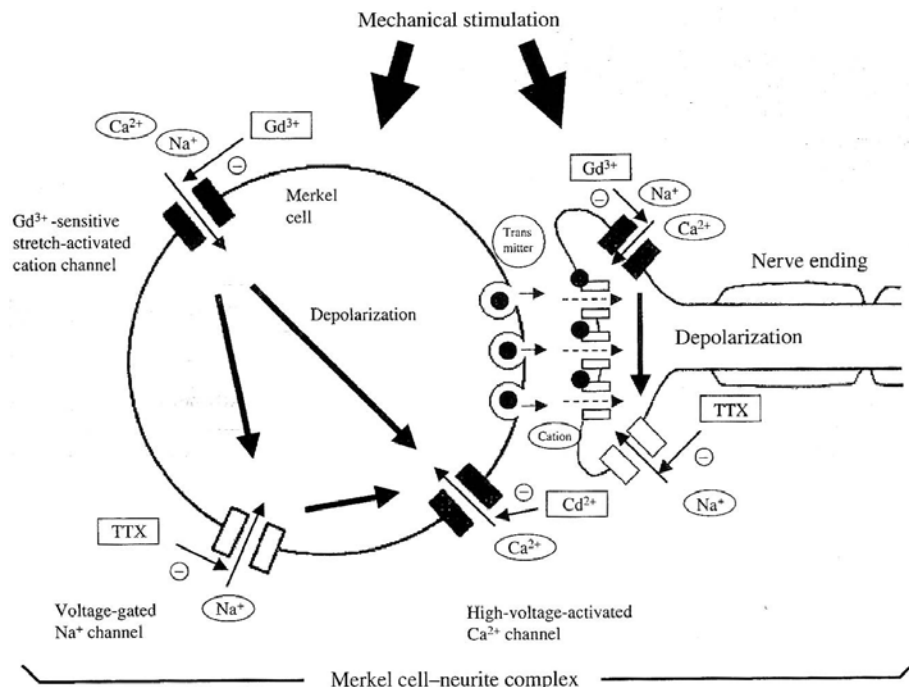 Mechanical stimulation
Ca²⁺
Na⁺
Gd³⁺
⊖
Gd³⁺-sensitive
stretch-activated
cation channel
Merkel
cell
Trans
mitter
Gd³⁺
⊖
Na⁺
Ca²⁺
Nerve ending
Depolarization
Depolarization
TTX
⊖
Na⁺
Cation
⊖
Cd²⁺
Ca²⁺
TTX
⊖
Na⁺
Voltage-gated
Na⁺ channel
High-voltage-activated
Ca²⁺ channel
Merkel cell–neurite complex